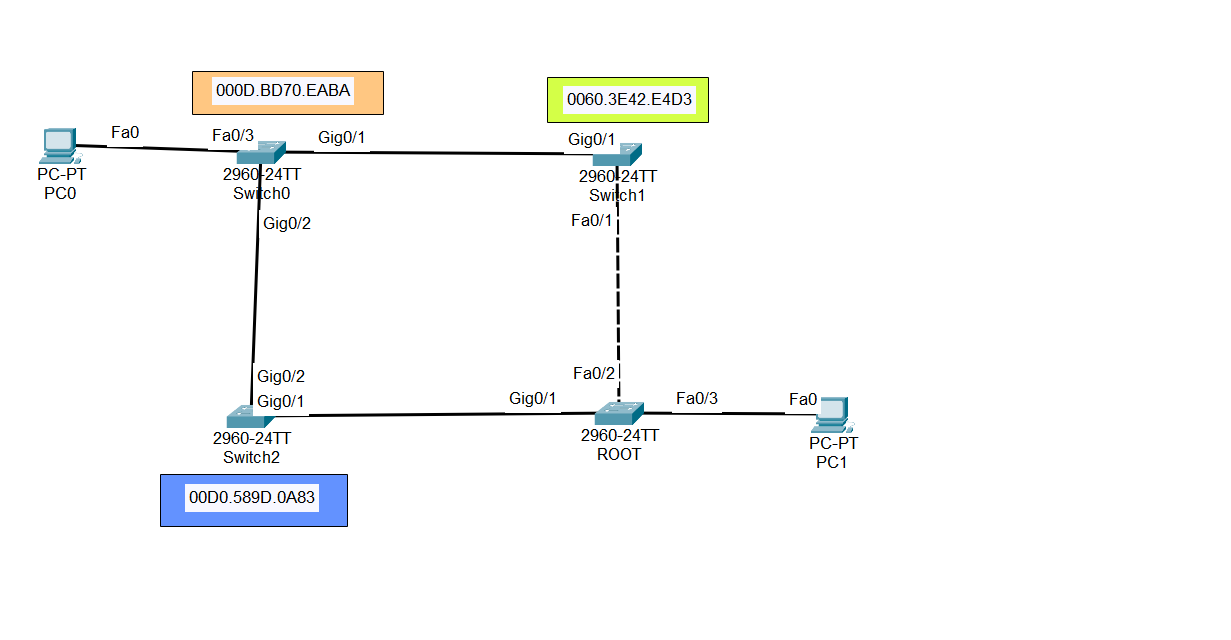 000D.BD70.EABA
0060.3E42.E4D3
Fa0
Fa0/3
Gig0/1
Gig0/1
PC-PT
PC0
2960-24TT
Switch0
2960-24TT
Switch1
Gig0/2
Fa0/1
Gig0/2
Gig0/1
Fa0/2
Gig0/1
Fa0/3
Fa0
2960-24TT
Switch2
2960-24TT
ROOT
PC-PT
PC1
00D0.589D.0A83